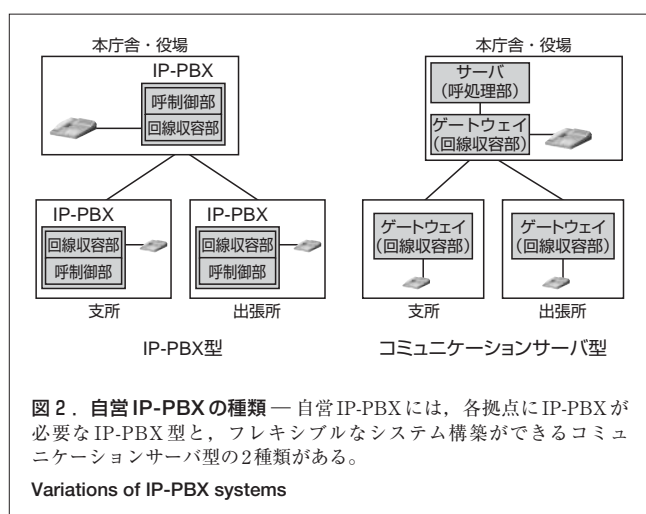 本庁舎・役場
IP-PBX
呼制御部
回線収容部
IP-PBX
回線収容部
呼制御部
支所
IP-PBX
回線収容部
呼制御部
出張所
IP-PBX型
本庁舎・役場
サーバ
(呼処理部)
ゲートウェイ
(回線収容部)
ゲートウェイ
(回線収容部)
支所
ゲートウェイ
(回線収容部)
出張所
コミュニケーションサーバ型
図2.自営IP-PBXの種類 — 自営IP-PBXには,各拠点にIP-PBXが
必要なIP-PBX型と,フレキシブルなシステム構築ができるコミュ
ニケーションサーバ型の2種類がある。
Variations of IP-PBX systems